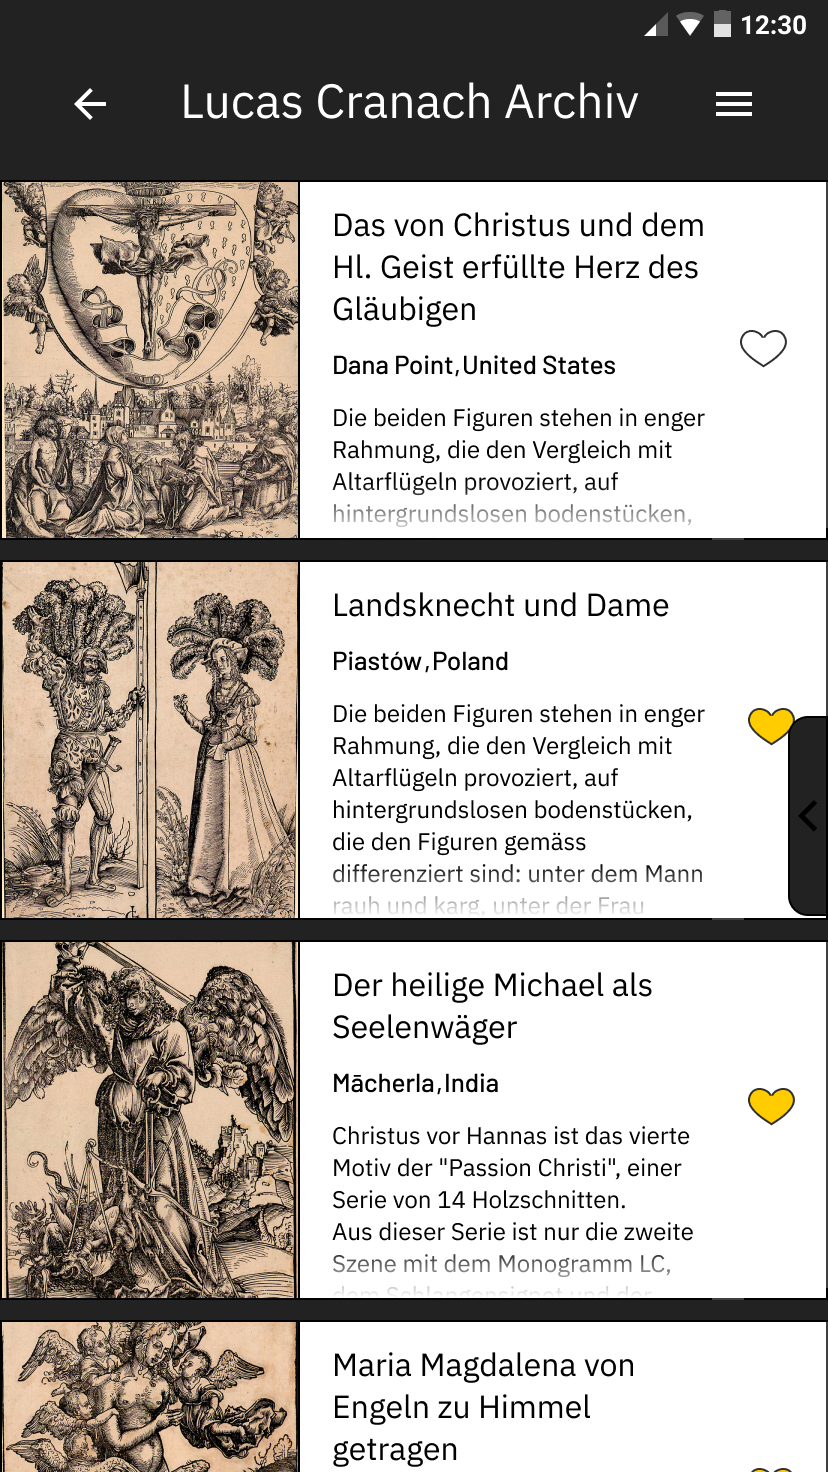 12:30
Lucas Cranach Archiv
Das von Christus und dem
Hl. Geist erfüllte Herz des
Gläubigen
Dana Point,United States
Die beiden Figuren stehen in enger
Rahmung, die den Vergleich mit
Altarflügeln provoziert, auf
hintergrundslosen bodenstücken,
Landsknecht und Dame
Piastów,Poland
Die beiden Figuren stehen in enger
Rahmung, die den Vergleich mit
Altarflügeln provoziert, auf
hintergrundslosen bodenstücken,
die den Figuren gemäss
differenziert sind: unter dem Mann
rauh und karg, unter der Frau
Der heilige Michael als
Seelenwäger
Mācherla,India
Christus vor Hannas ist das vierte
Motiv der "Passion Christi", einer
Serie von 14 Holzschnitten.
Aus dieser Serie ist nur die zweite
Szene mit dem Monogramm LC,
dem Schlangensignet und der
Maria Magdalena von
Engeln zu Himmel
getragen